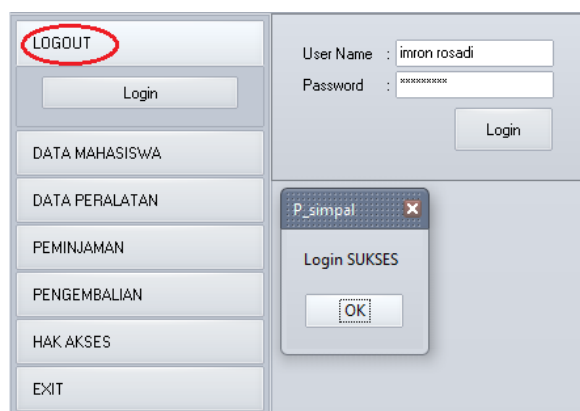 LOGOUT
Login
DATA MAHASISWA
DATA PERALATAN
PEMINJAMAN
PENGEMBALIAN
HAK AKSES
EXIT
User Name : imron rosadi
Password : *********
Login
P_simpal
Login SUKSES
OK